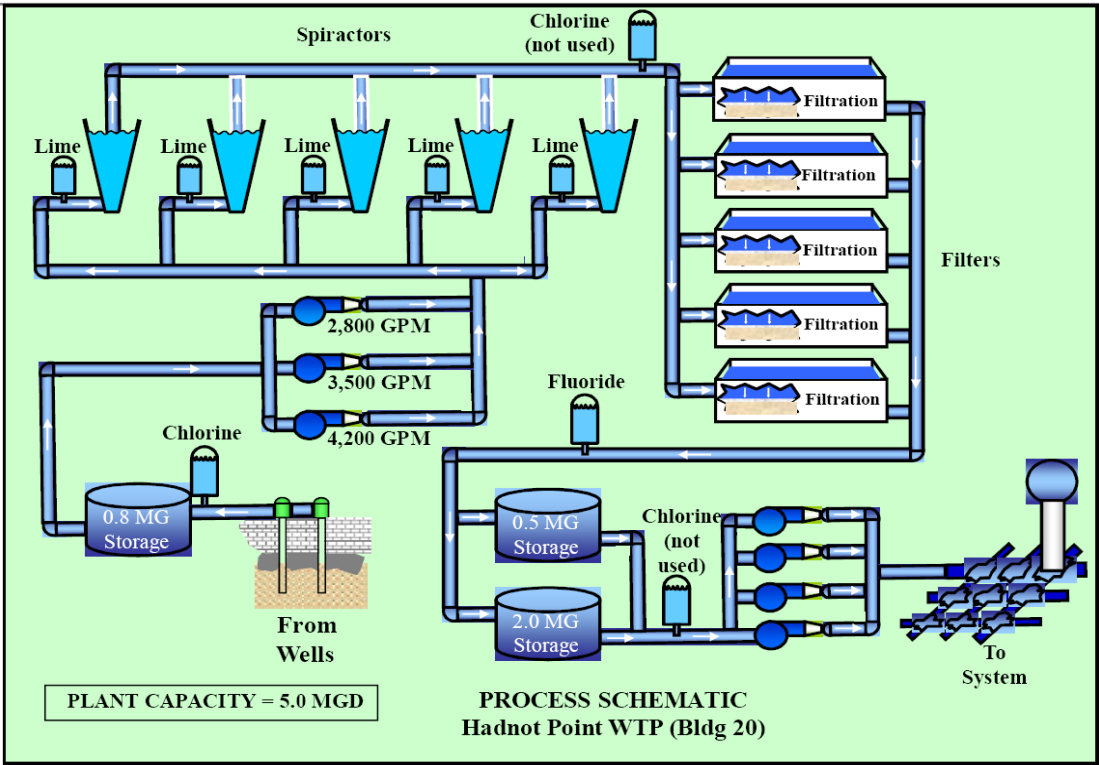 Spiractors
Chlorine
(not used)
Lime
Lime
Lime
Lime
Lime
Filtration
Filtration
Filtration
Filtration
Filtration
Filters
2,800 GPM
3,500 GPM
4,200 GPM
Chlorine
0.8 MG
Storage
From
Wells
Fluoride
0.5 MG
Storage
2.0 MG
Storage
Chlorine
(not
used)
To
System
PLANT CAPACITY = 5.0 MGD
PROCESS SCHEMATIC
Hadnot Point WTP (Bldg 20)